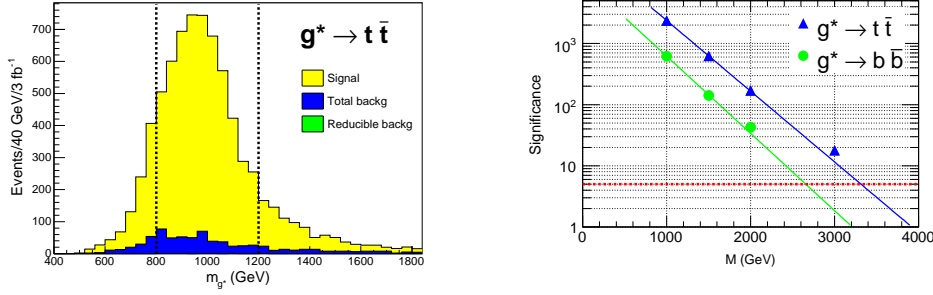 Events/40 GeV/3 fb⁻¹
700
600
500
400
300
200
100
0
400 600 800 1000 1200 1400 1600 1800
m_g* (GeV)
g* → t t̄
Signal
Total backg
Reducible backg
Significance
10³
10²
10
1
0 1000 2000 3000 4000
M (GeV)
g* → t t̄
g* → b b̄